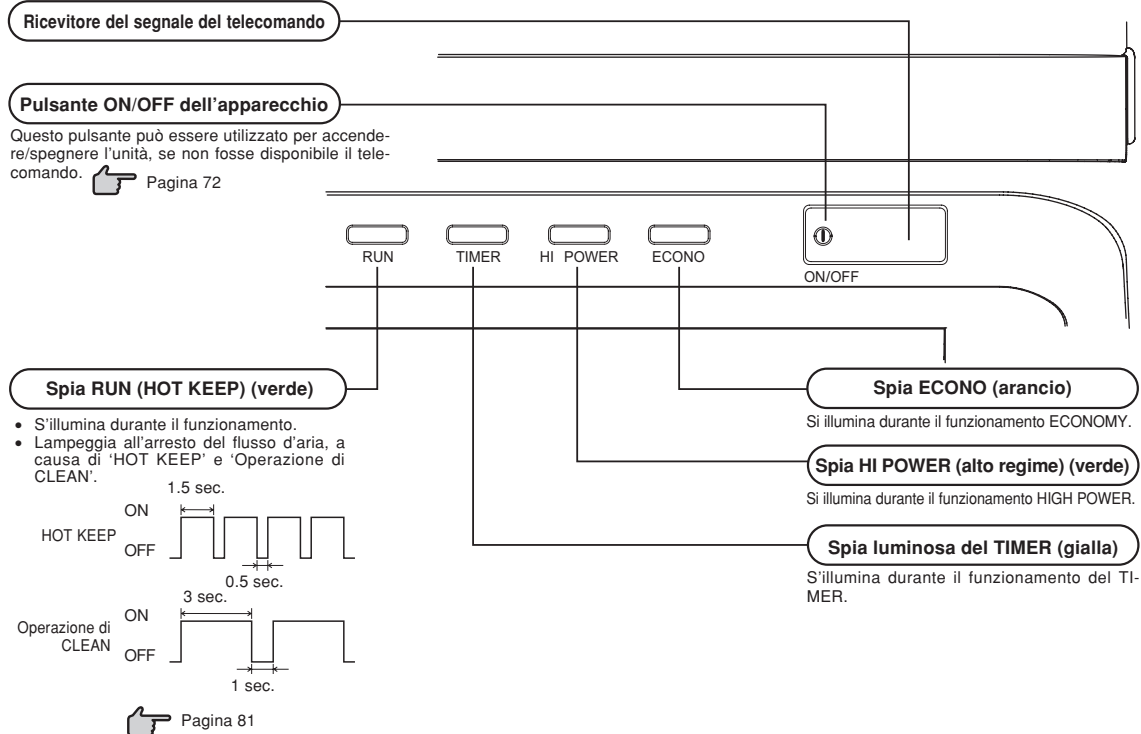 Ricevitore del segnale del telecomando
Pulsante ON/OFF dell'apparecchio
Questo pulsante può essere utilizzato per accende-
re/spegnere l'unità, se non fosse disponibile il tele-
comando.
Pagina 72
RUN
TIMER
HI POWER
ECONO
ON/OFF
Spia RUN (HOT KEEP) (verde)
• S'illumina durante il funzionamento.
• Lampeggia all'arresto del flusso d'aria, a
causa di 'HOT KEEP' e 'Operazione di
CLEAN'.
1.5 sec.
ON
HOT KEEP
OFF
0.5 sec.
3 sec.
ON
Operazione di
CLEAN
OFF
1 sec.
Pagina 81
Spia ECONO (arancio)
Si illumina durante il funzionamento ECONOMY.
Spia HI POWER (alto regime) (verde)
Si illumina durante il funzionamento HIGH POWER.
Spia luminosa del TIMER (gialla)
S'illumina durante il funzionamento del TI-
MER.